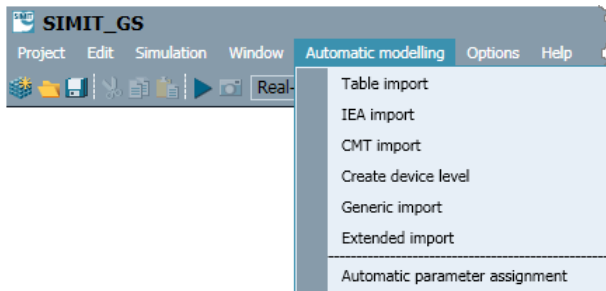 SIMIT_GS
Project Edit Simulation Window Automatic modelling Options Help
Real-
Table import
IEA import
CMT import
Create device level
Generic import
Extended import
Automatic parameter assignment